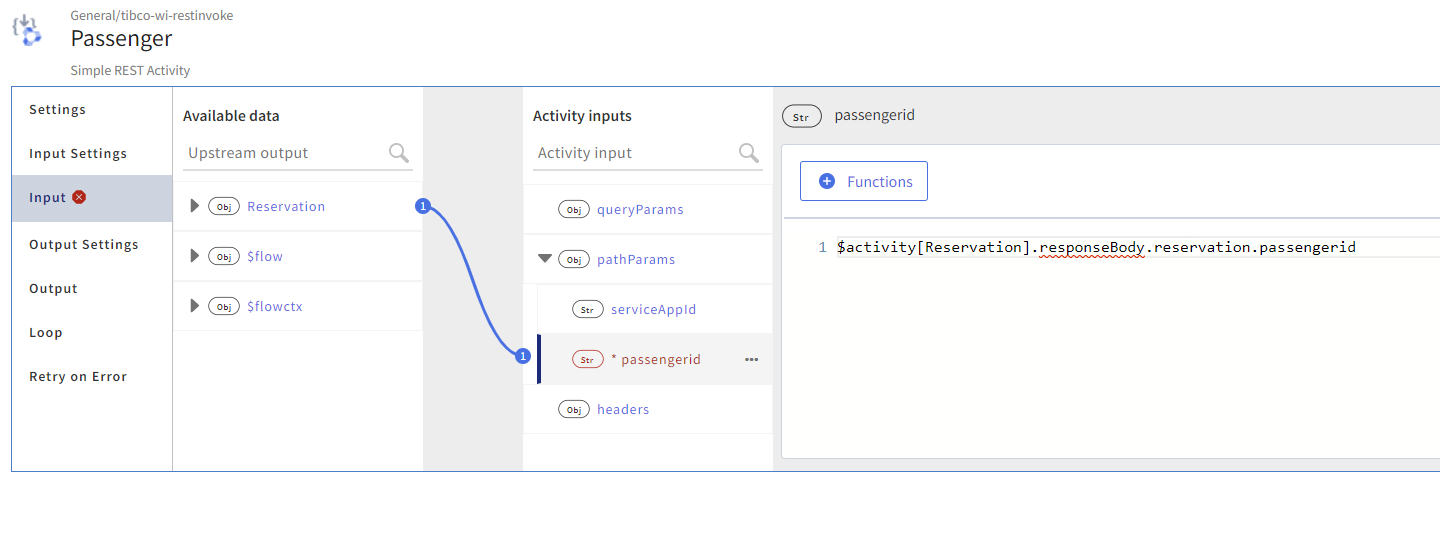 General/tibco-wi-restinvoke
Passenger
Simple REST Activity
Settings
Input Settings
Input
Output Settings
Output
Loop
Retry on Error
Available data
Upstream output
Obj Reservation
Obj $flow
Obj $flowctx
1
1
Activity inputs
Activity input
Obj queryParams
Obj pathParams
Str serviceAppId
Str * passengerid
Obj headers
Str passengerid
Functions
1 $activity[Reservation].responseBody.reservation.passengerid